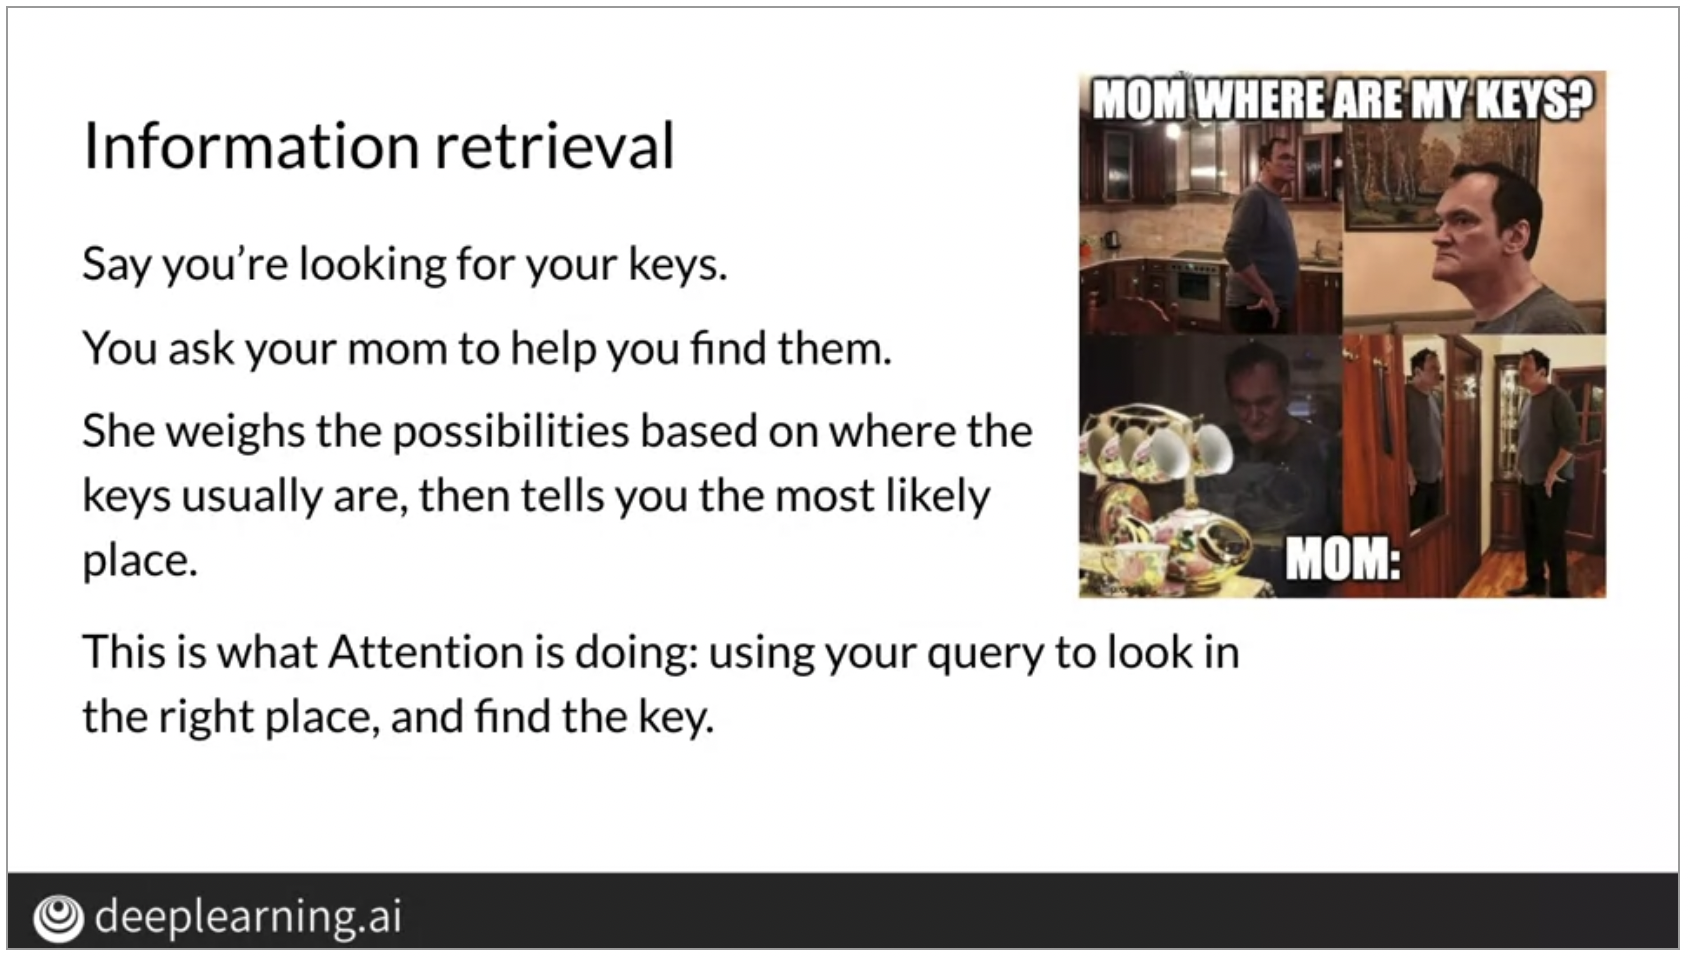 MOM WHERE ARE MY KEYS?
Information retrieval
Say you’re looking for your keys.
You ask your mom to help you find them.
She weighs the possibilities based on where the
keys usually are, then tells you the most likely
place.
MOM:
This is what Attention is doing: using your query to look in
the right place, and find the key.
deeplearning.ai